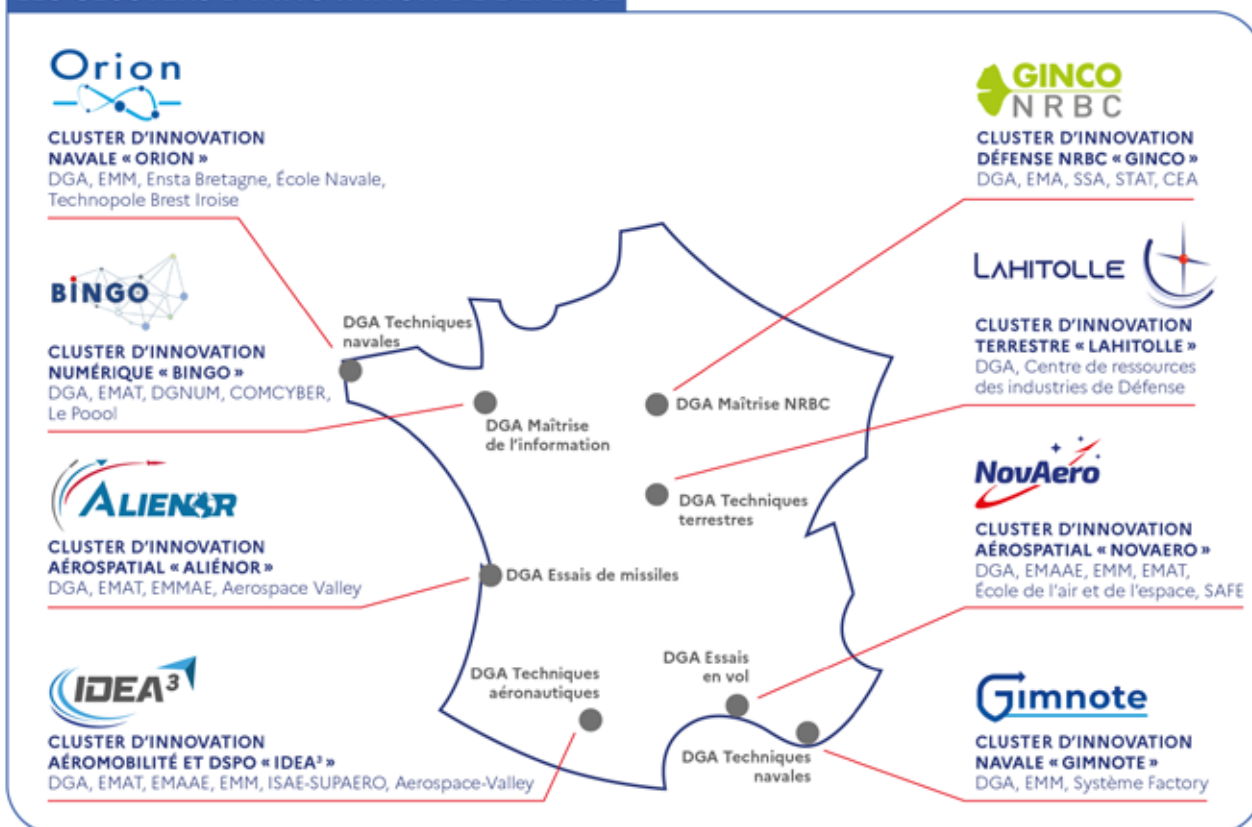 Orion
CLUSTER D'INNOVATION
NAVALE « ORION »
DGA, EMM, Ensta Bretagne, École Navale,
Technopole Brest Iroise
BINGO
CLUSTER D'INNOVATION
NUMÉRIQUE « BINGO »
DGA, EMAT, DGNUM, COMCYBER,
Le Poool
ALIENOR
CLUSTER D'INNOVATION
AÉROSPATIAL « ALIÉNOR »
DGA, EMAT, EMMAE, Aerospace Valley
IDEA³
CLUSTER D'INNOVATION
AÉROMOBILITÉ ET DSPO « IDEA³ »
DGA, EMAT, EMAAE, EMM, ISAE-SUPAERO, Aerospace-Valley
DGA Techniques
navales
DGA Maîtrise
de l'information
DGA Maîtrise NRBC
DGA Techniques
terrestres
DGA Essais de missiles
DGA Techniques
aéronautiques
DGA Essais
en vol
DGA Techniques
navales
GINCO
NRBC
CLUSTER D'INNOVATION
DÉFENSE NRBC « GINCO »
DGA, EMA, SSA, STAT, CEA
LAHITOLLE
CLUSTER D'INNOVATION
TERRESTRE « LAHITOLLE »
DGA, Centre de ressources
des industries de Défense
NovAero
CLUSTER D'INNOVATION
AÉROSPATIAL « NOVAERO »
DGA, EMAAE, EMM, EMAT,
École de l'air et de l'espace, SAFE
Gimnote
CLUSTER D'INNOVATION
NAVALE « GIMNOTE »
DGA, EMM, Système Factory